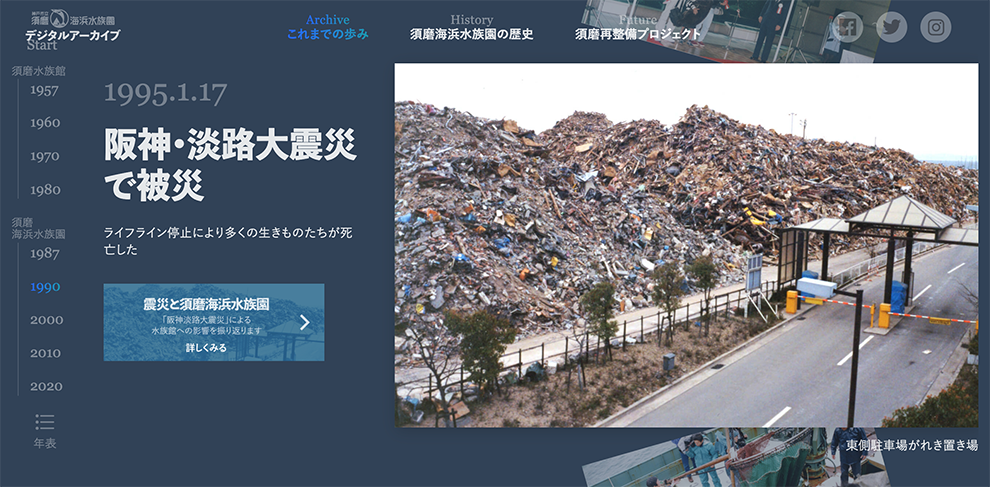 神戸市立
須磨 海浜水族園
デジタルアーカイブ
Start
Archive
これまでの歩み
History
須磨海浜水族園の歴史
Future
須磨再整備プロジェクト
須磨水族館
1957
1960
1970
1980
須磨
海浜水族園
1987
1990
2000
2010
2020
年表
1995.1.17
阪神・淡路大震災
で被災
ライフライン停止により多くの生きものたちが死
亡した
震災と須磨海浜水族園
「阪神淡路大震災」による
水族館への影響を振り返ります
詳しくみる
東側駐車場がれき置き場